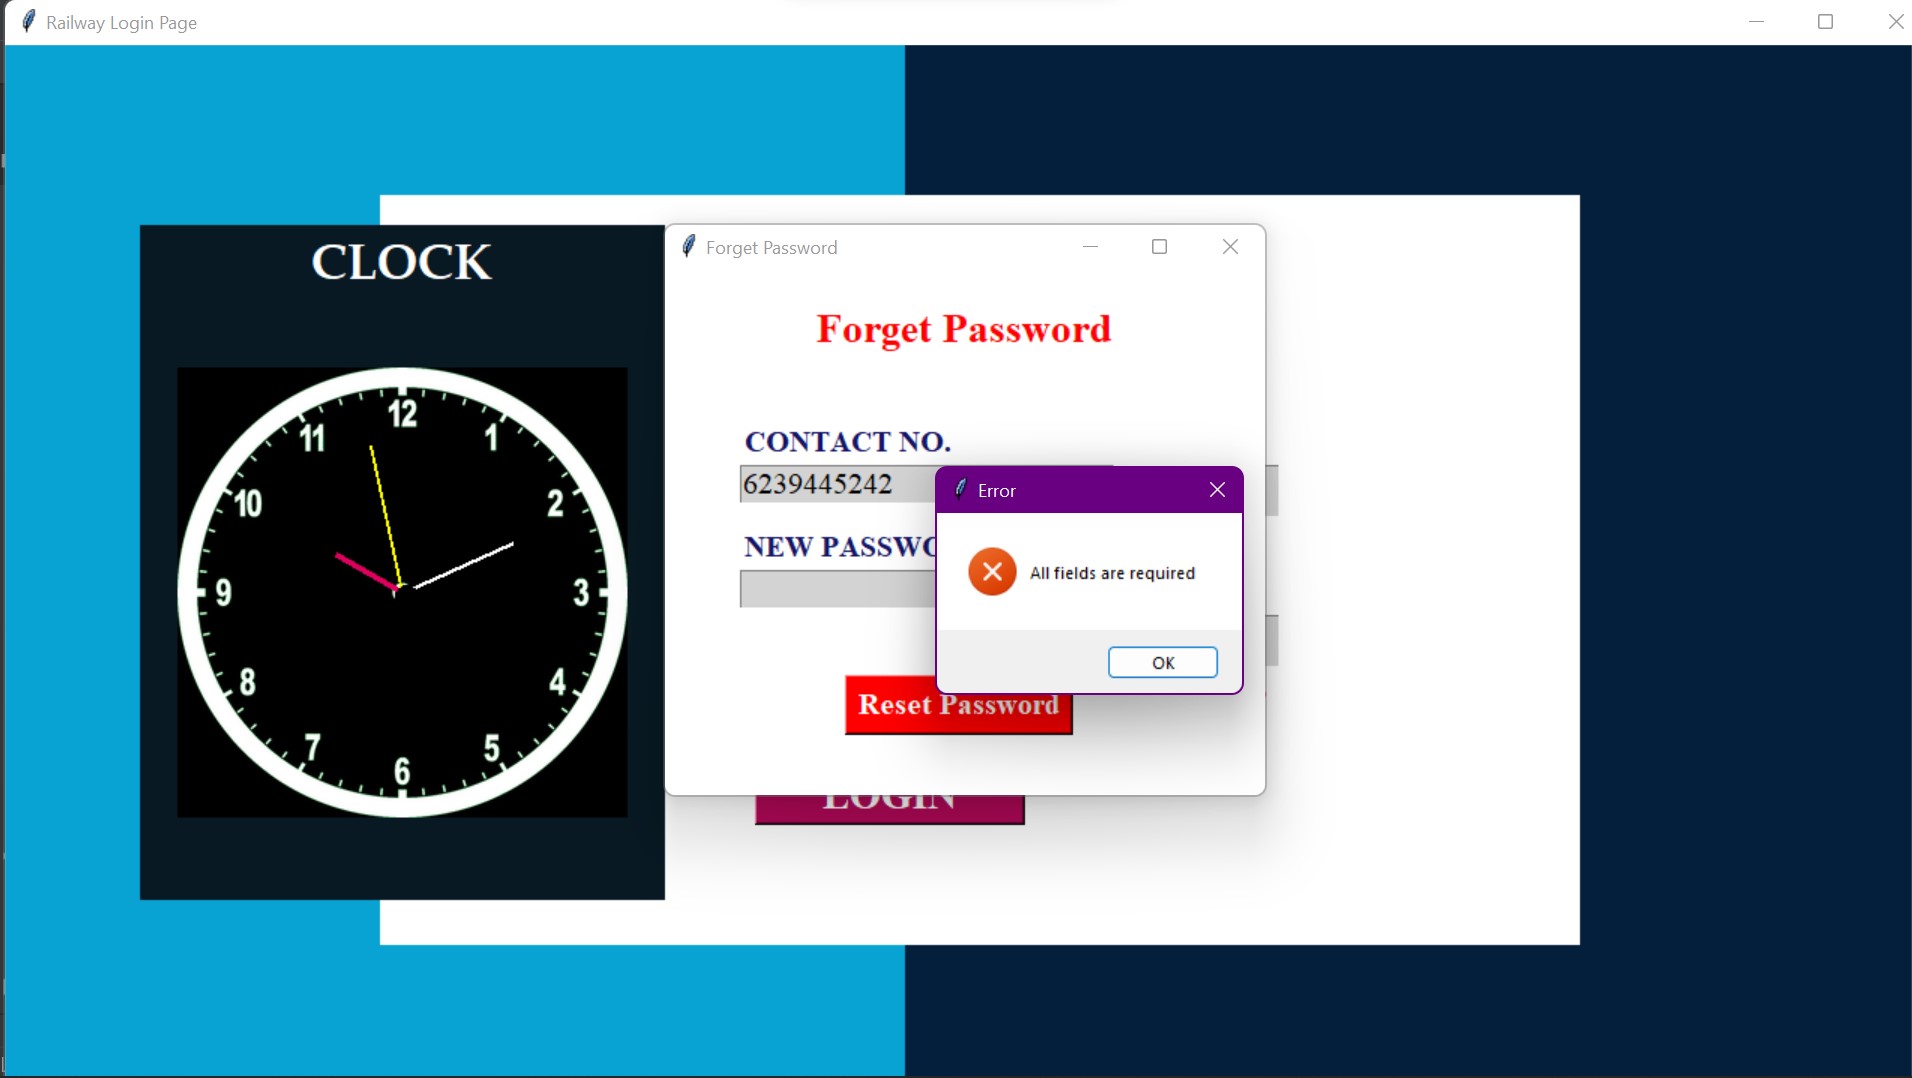 Railway Login Page
CLOCK
12
11
1
10
2
9
3
8
4
7
5
6
Forget Password
Forget Password
CONTACT NO.
6239445242
NEW
Error
All fields are required
OK
Reset Password
LOGIN